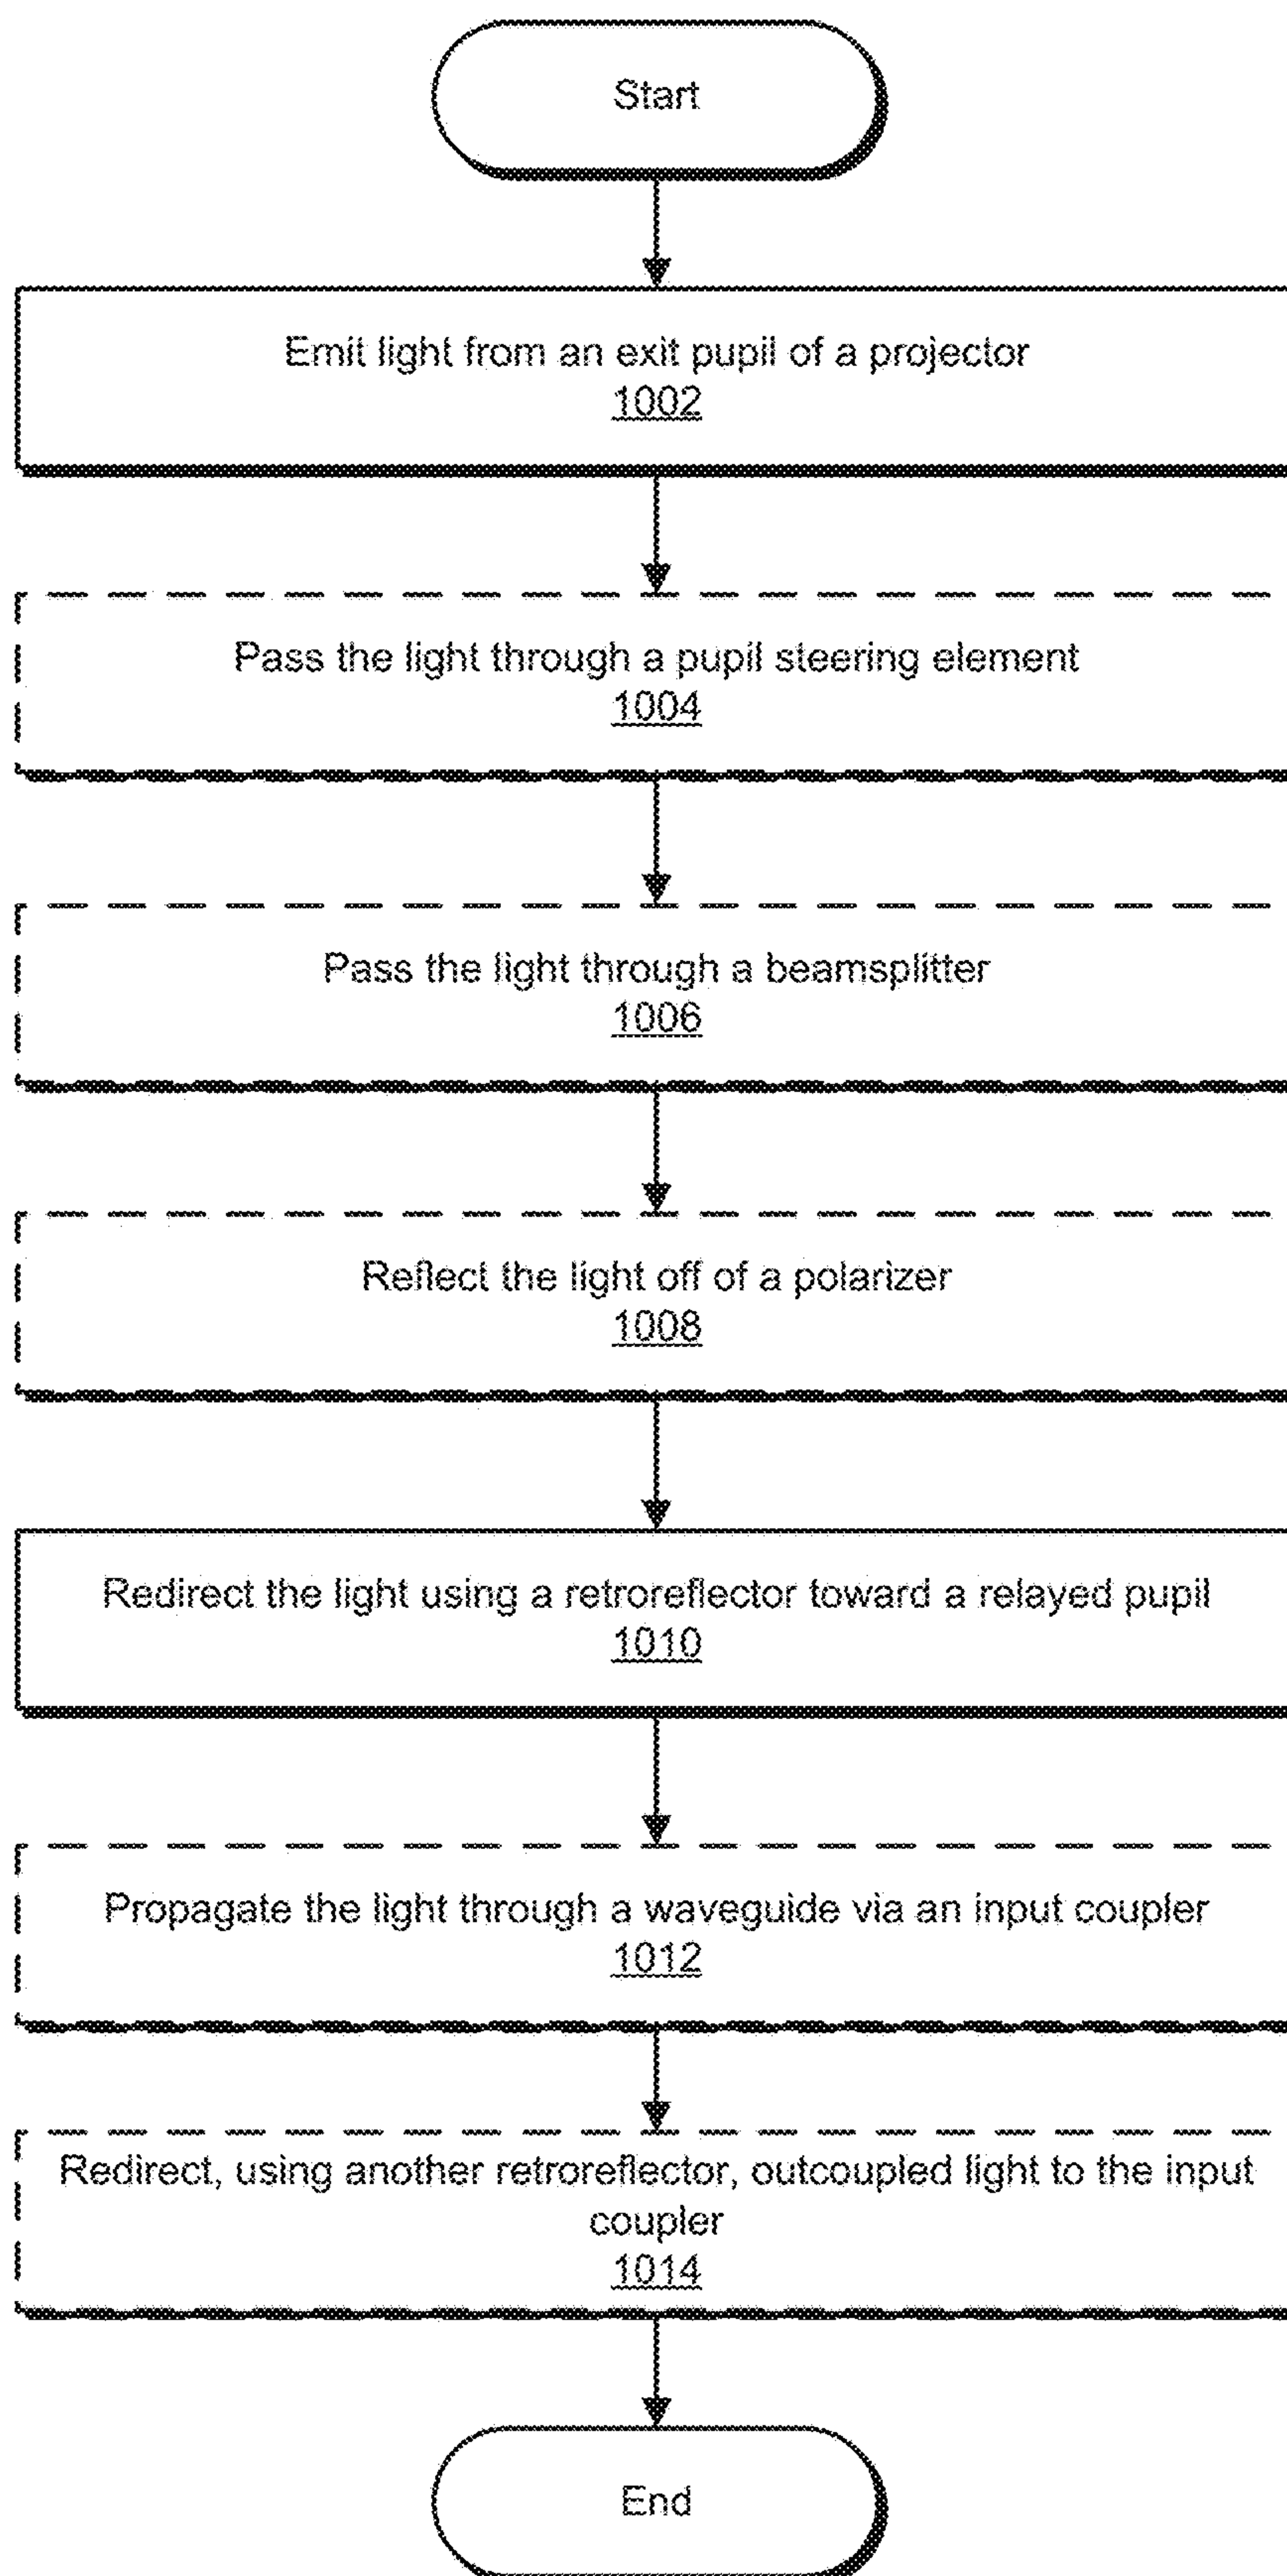 Start
Emit light from an exit pupil of a projector
1002
Pass the light through a pupil steering element
1004
Pass the light through a beamsplitter
1006
Reflect the light off of a polarizer
1008
Redirect the light using a retroreflector toward a relayed pupil
1010
Propagate the light through a waveguide via an input coupler
1012
Redirect, using another retroreflector, outcoupled light to the input
coupler
1014
End